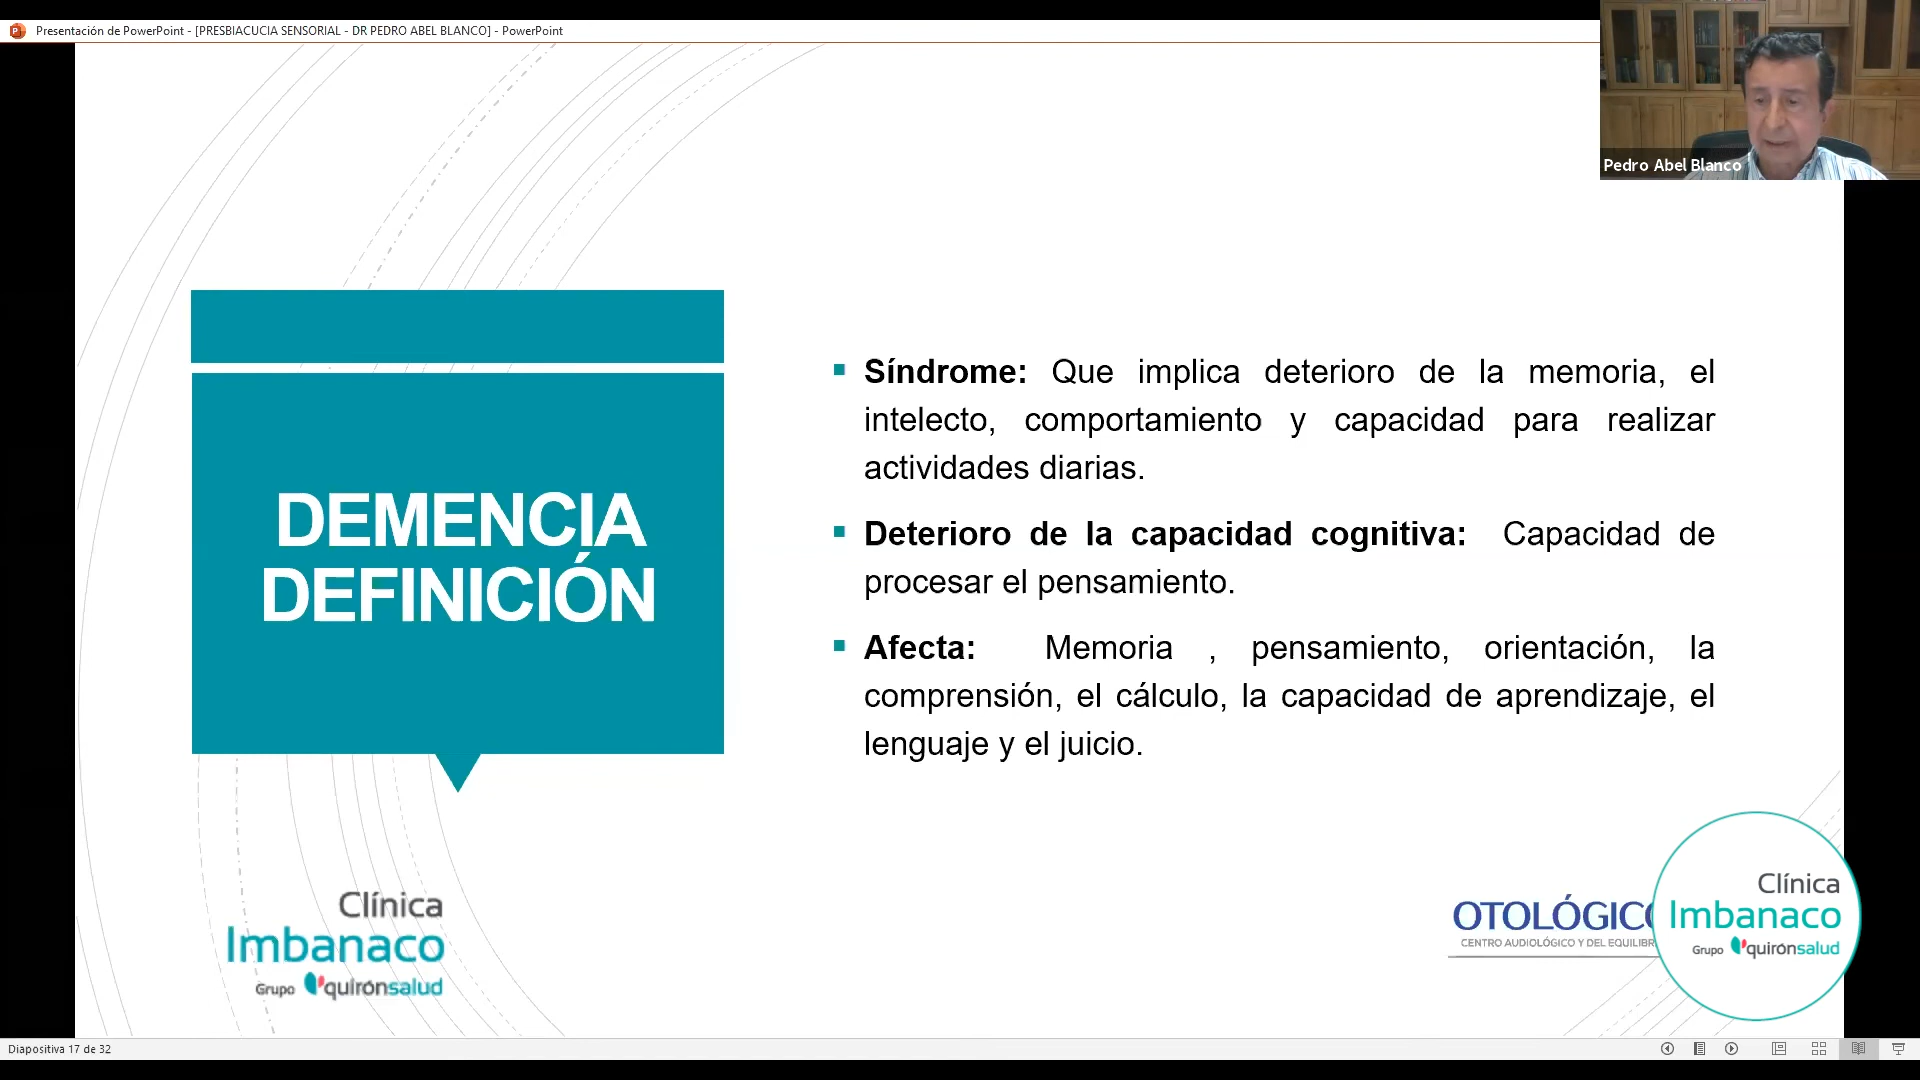 Presentación de PowerPoint - [PRESBIACUCIA SENSORIAL - DR PEDRO ABEL BLANCO] - PowerPoint
Pedro Abel Blanco
DEMENCIA
DEFINICIÓN
Síndrome: Que implica deterioro de la memoria, el
intelecto, comportamiento y capacidad para realizar
actividades diarias.
Deterioro de la capacidad cognitiva: Capacidad de
procesar el pensamiento.
Afecta: Memoria , pensamiento, orientación, la
comprensión, el cálculo, la capacidad de aprendizaje, el
lenguaje y el juicio.
Clínica
Imbanaco
Grupo quirónsalud
OTOLÓGICO
CENTRO AUDIOLÓGICO Y DEL EQUILIBR
Clínica
Imbanaco
Grupo quirónsalud
Diapositiva 17 de 32